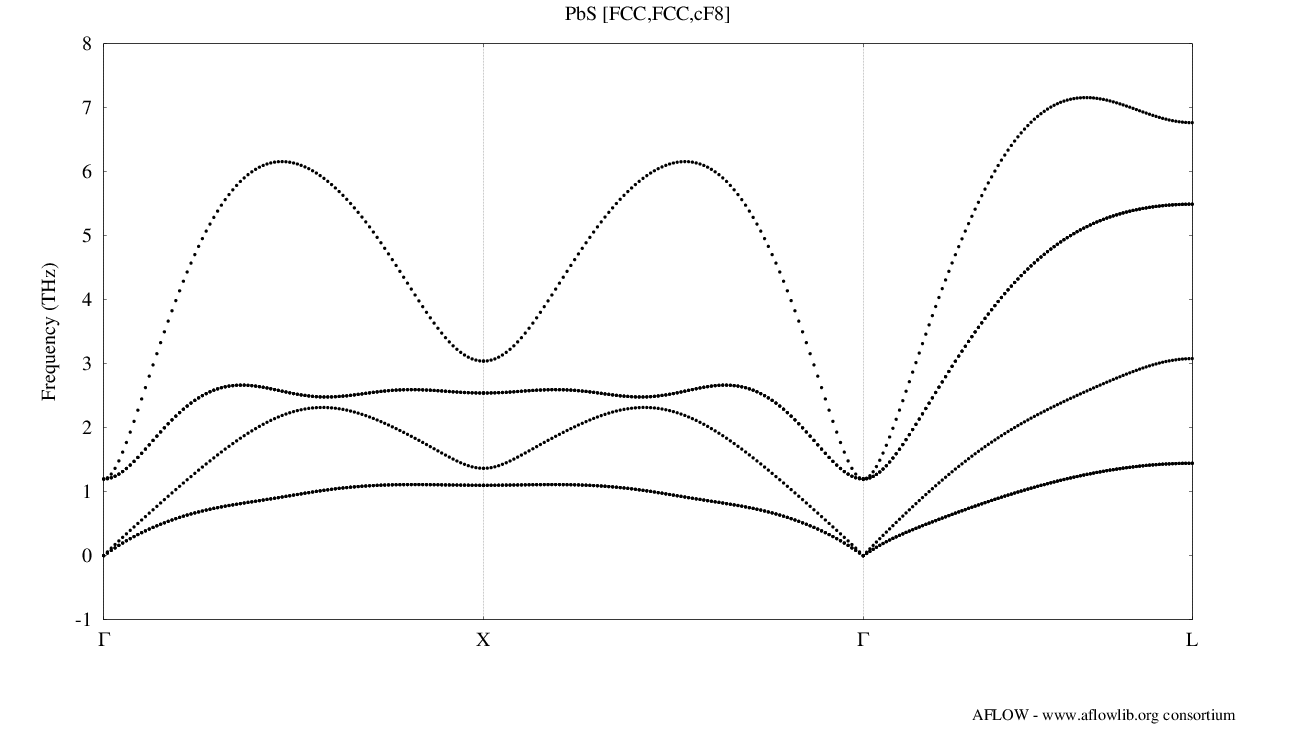 PbS [FCC,FCC,cF8]
8
7
6
5
4
3
2
1
0
-1
Frequency (THz)
Γ X Γ L
AFLOW - www.aflowlib.org consortium